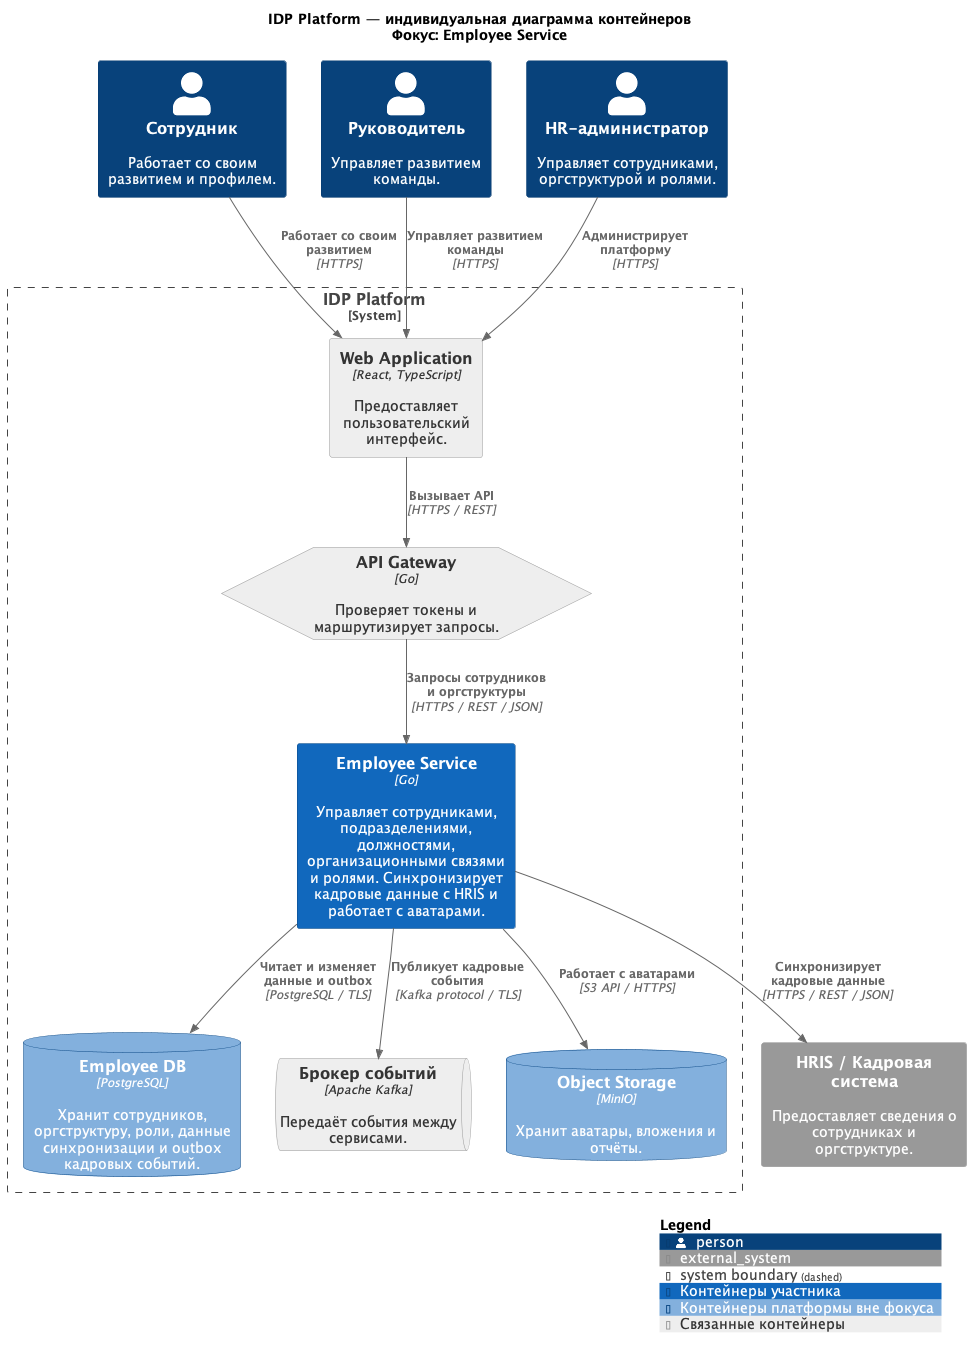 IDP Platform — индивидуальная диаграмма контейнеров
Фокус: Employee Service
Сотрудник
Работает со своим
развитием и профилем.
Руководитель
Управляет развитием
команды.
HR-администратор
Управляет сотрудниками,
оргструктурой и ролями.
Работает со своим
развитием
[HTTPS]
Управляет развитием
команды
[HTTPS]
Администрирует
платформу
[HTTPS]
IDP Platform
[System]
Web Application
[React, TypeScript]
Предоставляет
пользовательский
интерфейс.
Вызывает API
[HTTPS / REST]
API Gateway
[Go]
Проверяет токены и
маршрутизирует запросы.
Запросы сотрудников
и оргструктуры
[HTTPS / REST / JSON]
Employee Service
[Go]
Управляет сотрудниками,
подразделениями,
должностями,
организационными связями
и ролями. Синхронизирует
кадровые данные с HRIS и
работает с аватарами.
Читает и изменяет
данные и outbox
[PostgreSQL / TLS]
Публикует кадровые
события
[Kafka protocol / TLS]
Работает с аватарами
[S3 API / HTTPS]
Синхронизирует
кадровые данные
[HTTPS / REST / JSON]
Employee DB
[PostgreSQL]
Хранит сотрудников,
оргструктуру, роли, данные
синхронизации и outbox
кадровых событий.
Брокер событий
[Apache Kafka]
Передаёт события между
сервисами.
Object Storage
[MinIO]
Хранит аватары, вложения и
отчёты.
HRIS / Кадровая
система
Предоставляет сведения о
сотрудниках и
оргструктуре.
Legend
person
external_system
system boundary (dashed)
Контейнеры участника
Контейнеры платформы вне фокуса
Связанные контейнеры